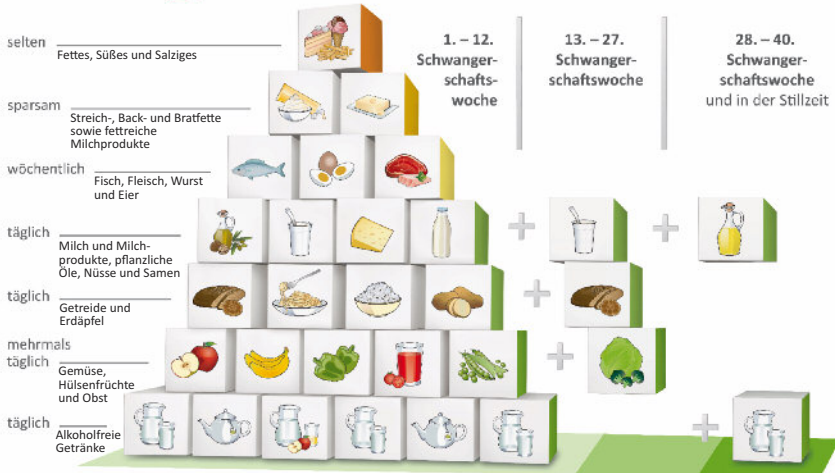 1. – 12.
Schwanger-
schafts-
woche
13. – 27.
Schwanger-
schaftswoche
28. – 40.
Schwanger-
schaftswoche
und in der Stillzeit
selten
Fettes, Süßes und Salziges
sparsam
Streich-, Back- und Bratfette
sowie fettreiche
Milchprodukte
wöchentlich
Fisch, Fleisch, Wurst
und Eier
täglich
Milch und Milch-
produkte, pflanzliche
Öle, Nüsse und Samen
+
+
täglich
Getreide und
Erdäpfel
+
mehrmals
täglich
Gemüse,
Hülsenfrüchte
und Obst
+
täglich
Alkoholfreie
Getränke
+